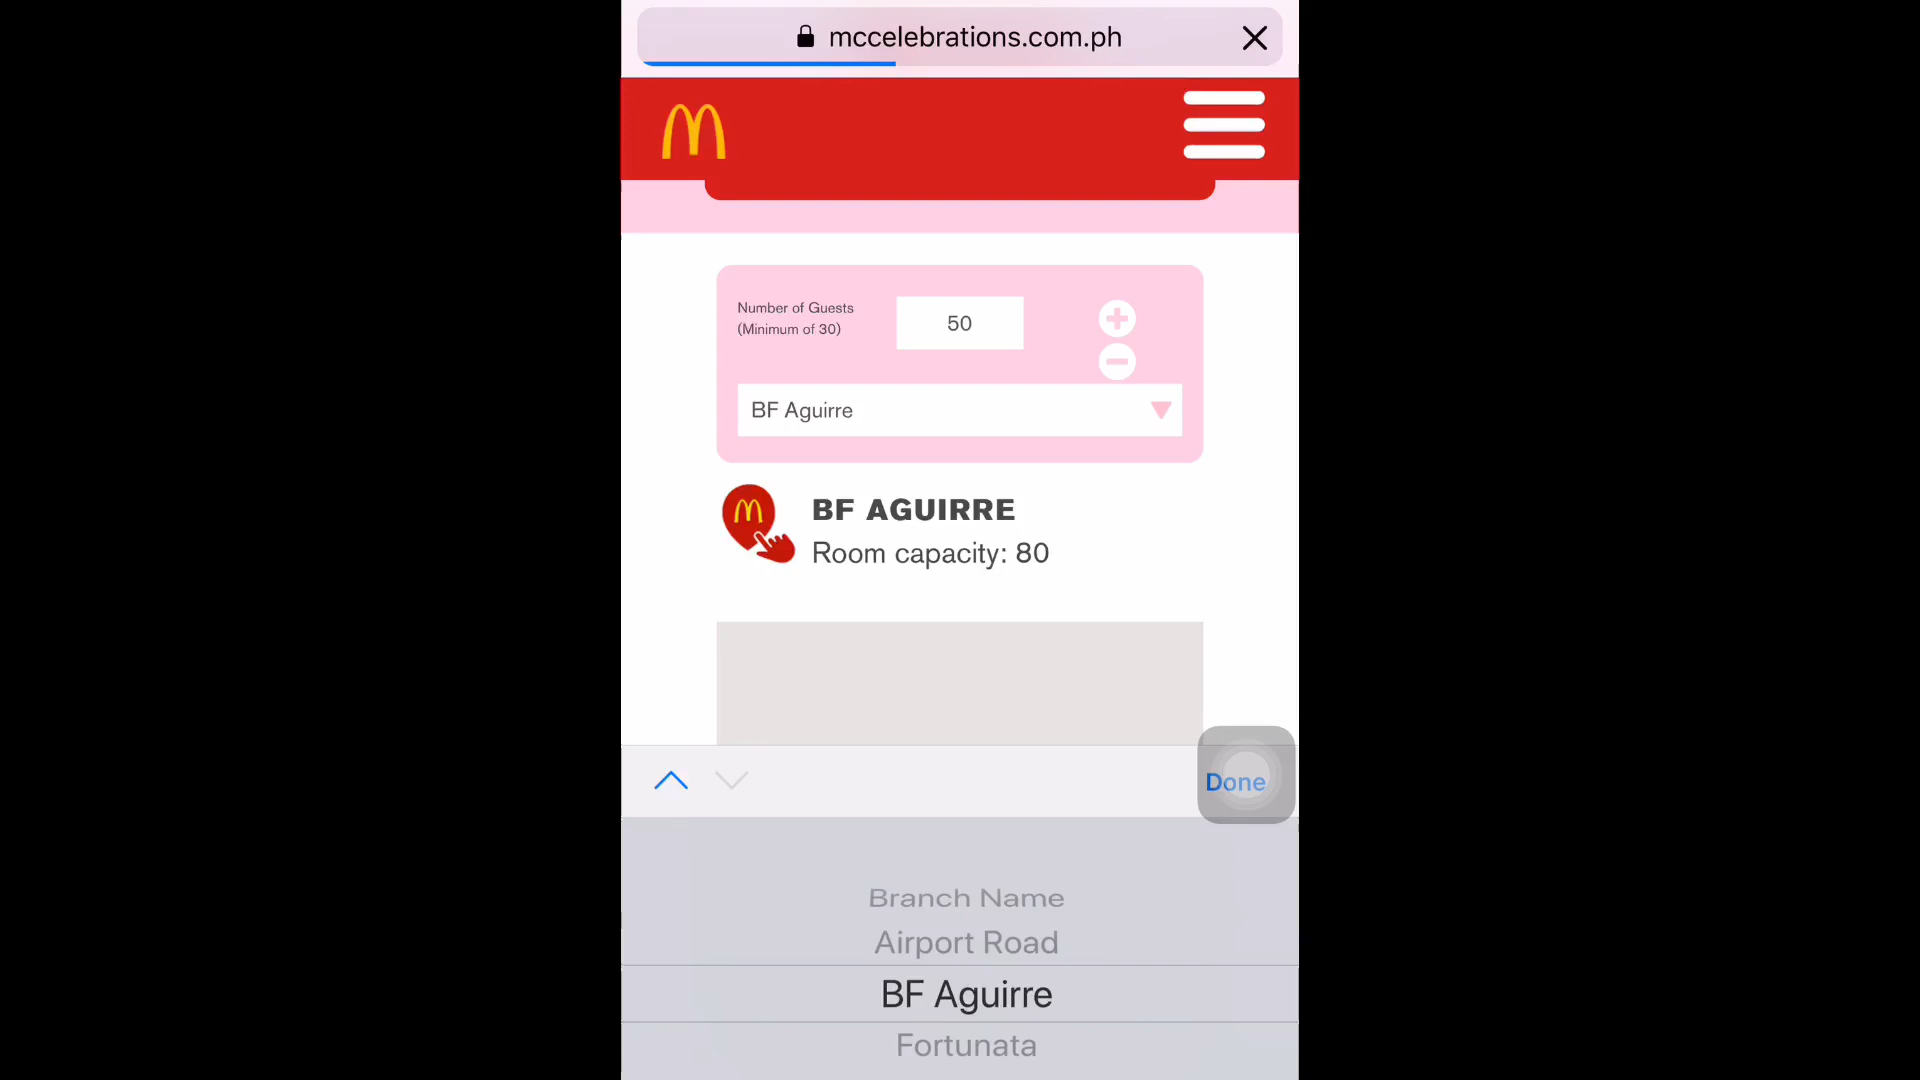 mccelebrations.com.ph
Number of Guests
(Minimum of 30)
50
BF Aguirre
BF AGUIRRE
Room capacity: 80
Done
Branch Name
Airport Road
BF Aguirre
Fortunata